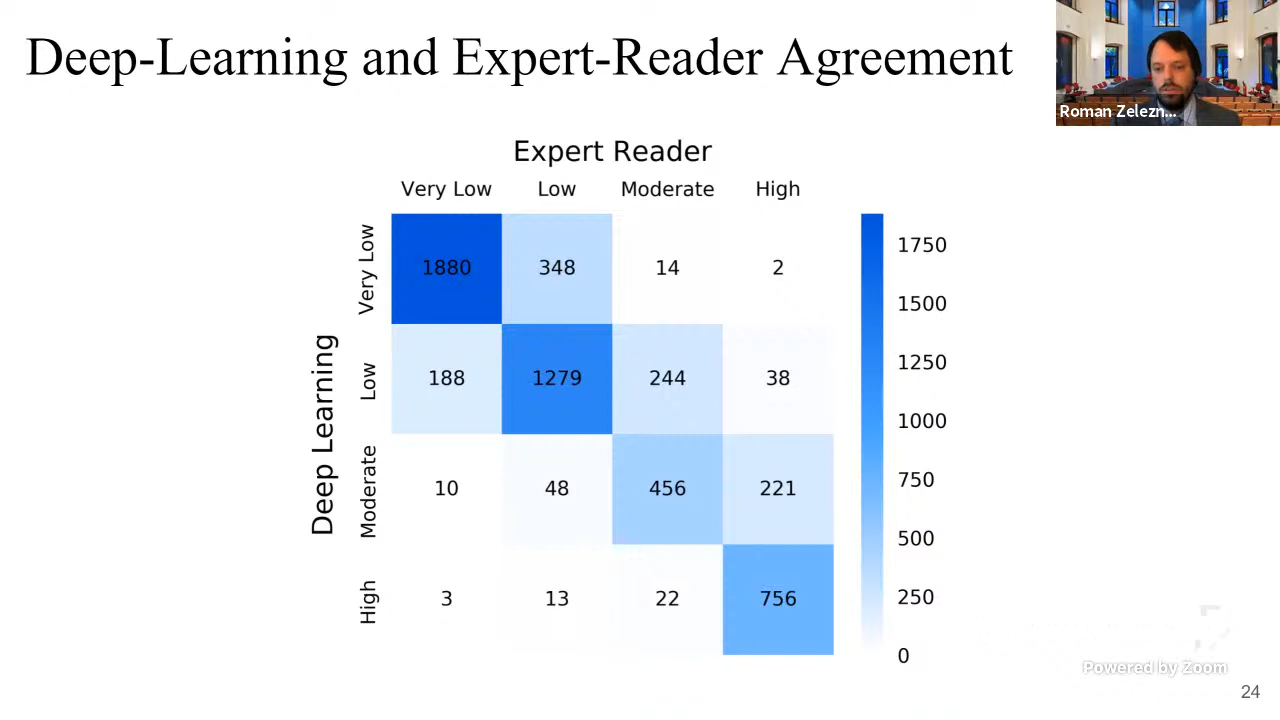 Deep-Learning and Expert-Reader Agreement
Roman Zelezn...
Expert Reader
Very Low Low Moderate High
Deep Learning
Very Low 1880 348 14 2
Low 188 1279 244 38
Moderate 10 48 456 221
High 3 13 22 756
1750
1500
1250
1000
750
500
250
0
Powered by Zoom
24